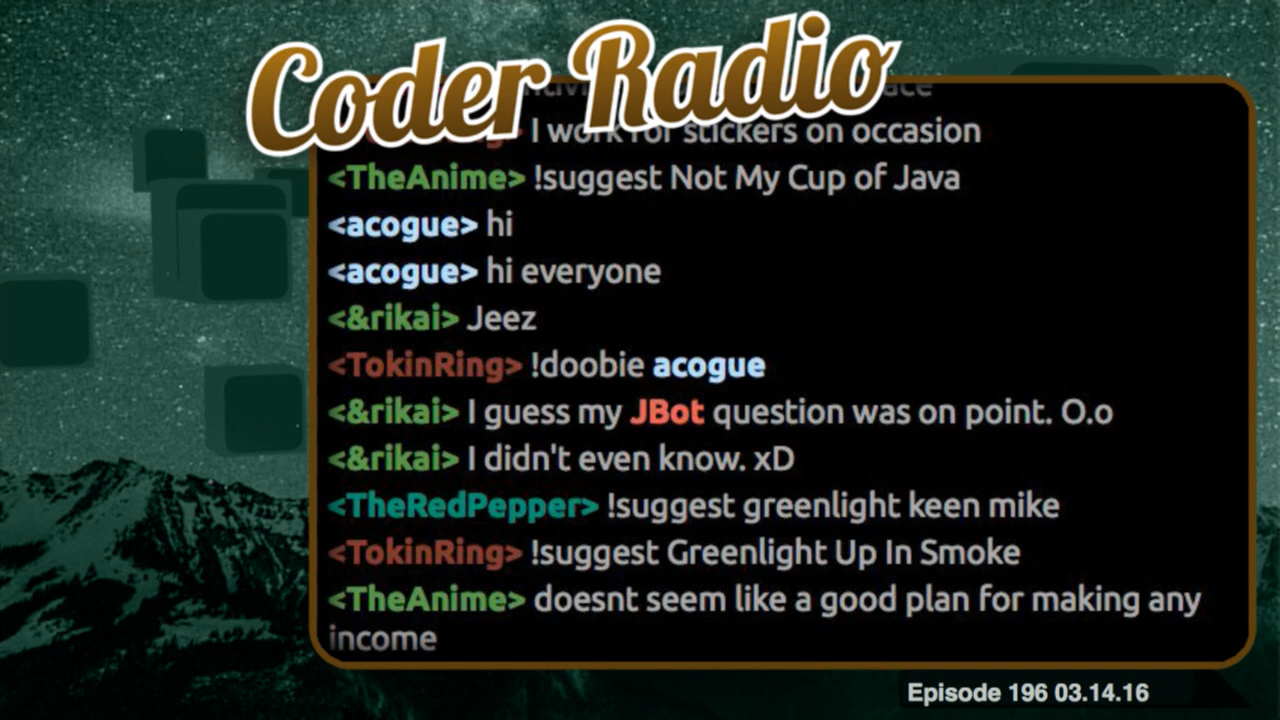 Coder Radio
I work for stickers on occasion
<TheAnime> !suggest Not My Cup of Java
<acogue> hi
<acogue> hi everyone
<&rikai> Jeez
<TokinRing> !doobie acogue
<&rikai> I guess my JBot question was on point. O.o
<&rikai> I didn't even know. xD
<TheRedPepper> !suggest greenlight keen mike
<TokinRing> !suggest Greenlight Up In Smoke
<TheAnime> doesnt seem like a good plan for making any
income
Episode 196 03.14.16